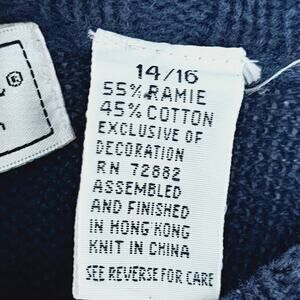 14/16
55% RAMIE
45% COTTON
EXCLUSIVE OF
DECORATION
RN 72882
ASSEMBLED
AND FINISHED
IN HONG KONG
KNIT IN CHINA
SEE REVERSE FOR CARE
®